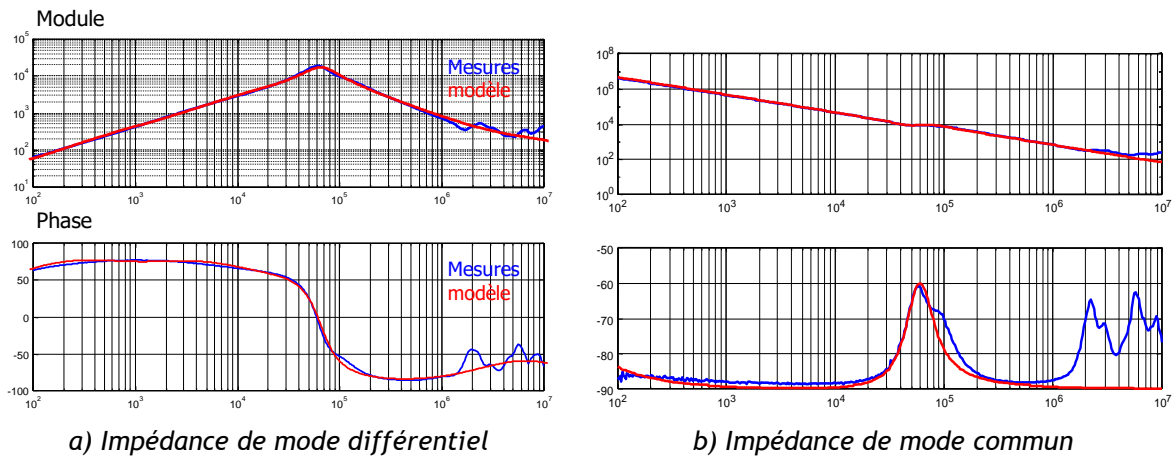 Module
10^5
10^4
10^3
10^2
10^1
10^2 10^3 10^4 10^5 10^6 10^7
Mesures
modèle
Phase
100
50
0
-50
-100
10^2 10^3 10^4 10^5 10^6 10^7
Mesures
modèle
a) Impédance de mode différentiel
10^8
10^6
10^4
10^2
10^0
10^2 10^3 10^4 10^5 10^6 10^7
-50
-60
-70
-80
-90
10^2 10^3 10^4 10^5 10^6 10^7
b) Impédance de mode commun